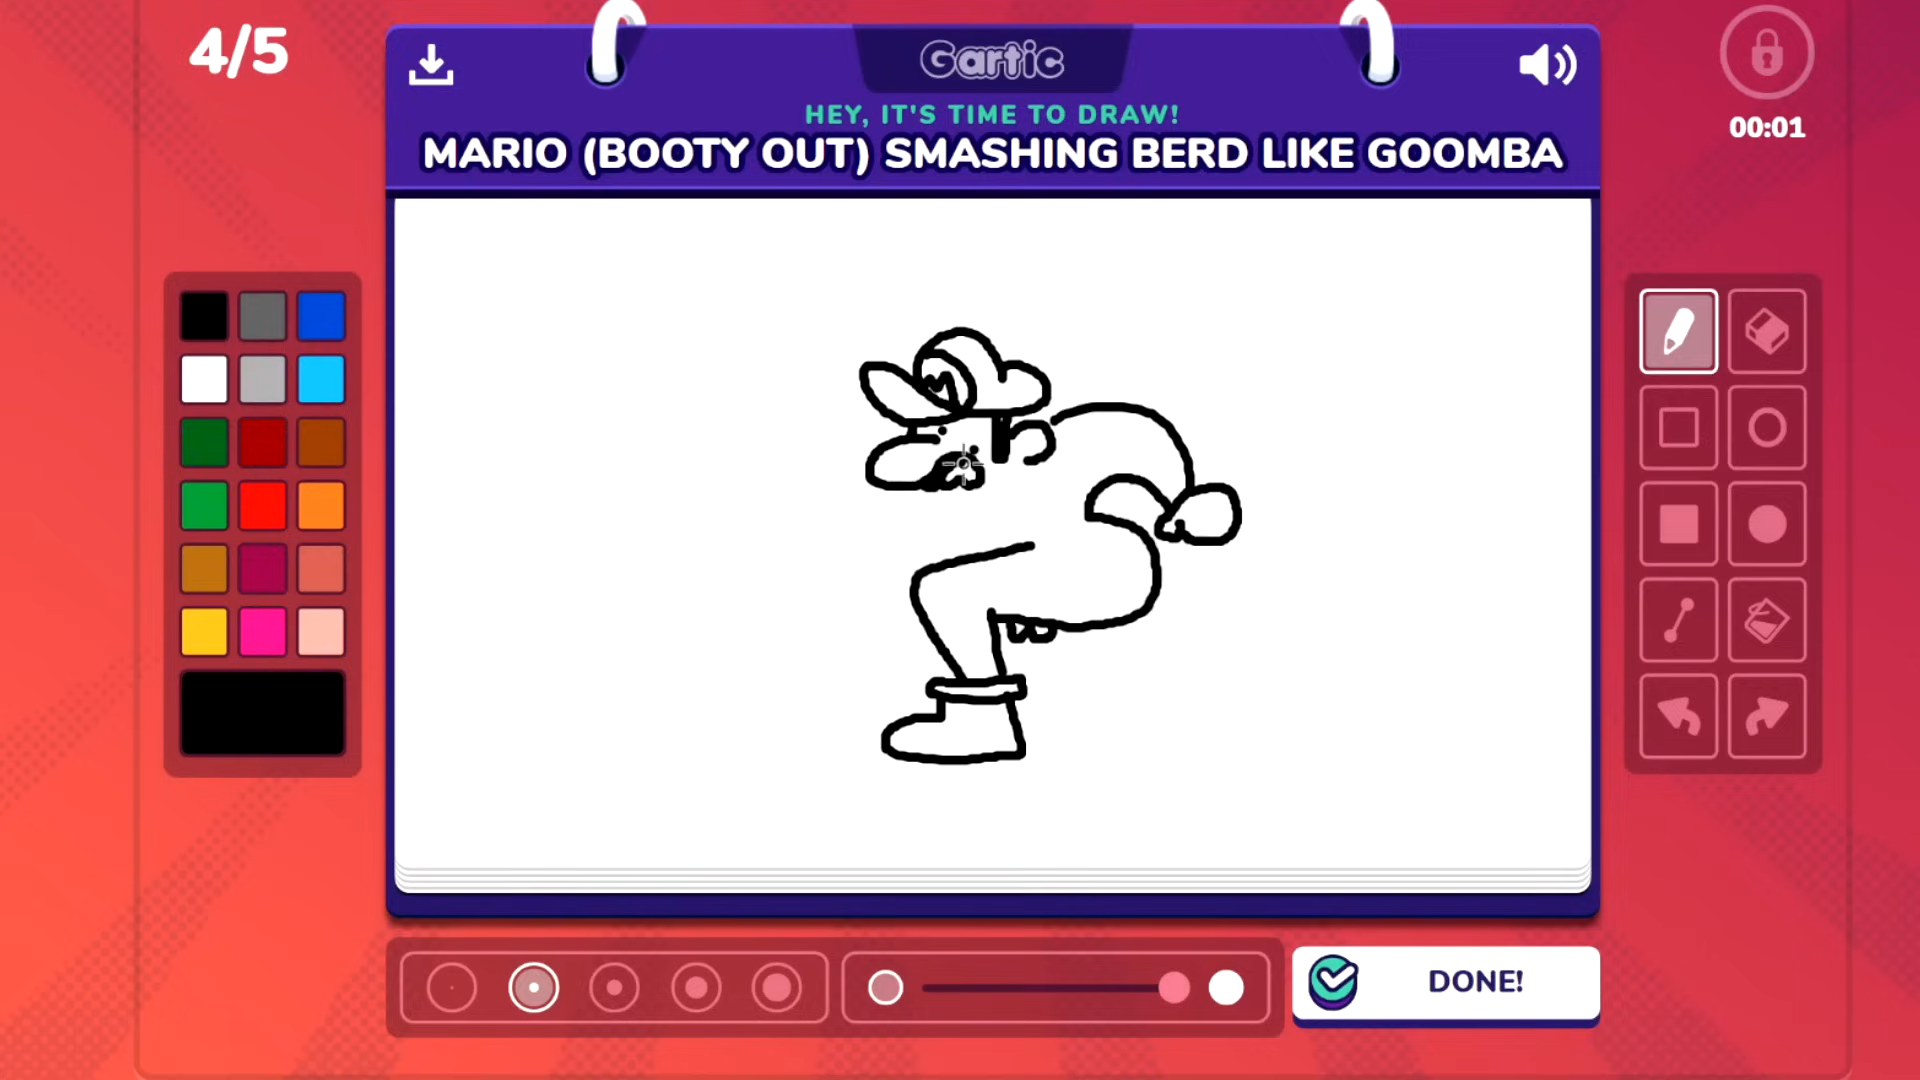 4/5
Gartic
00:01
HEY, IT'S TIME TO DRAW!
MARIO (BOOTY OUT) SMASHING BERD LIKE GOOMBA
M
DONE!